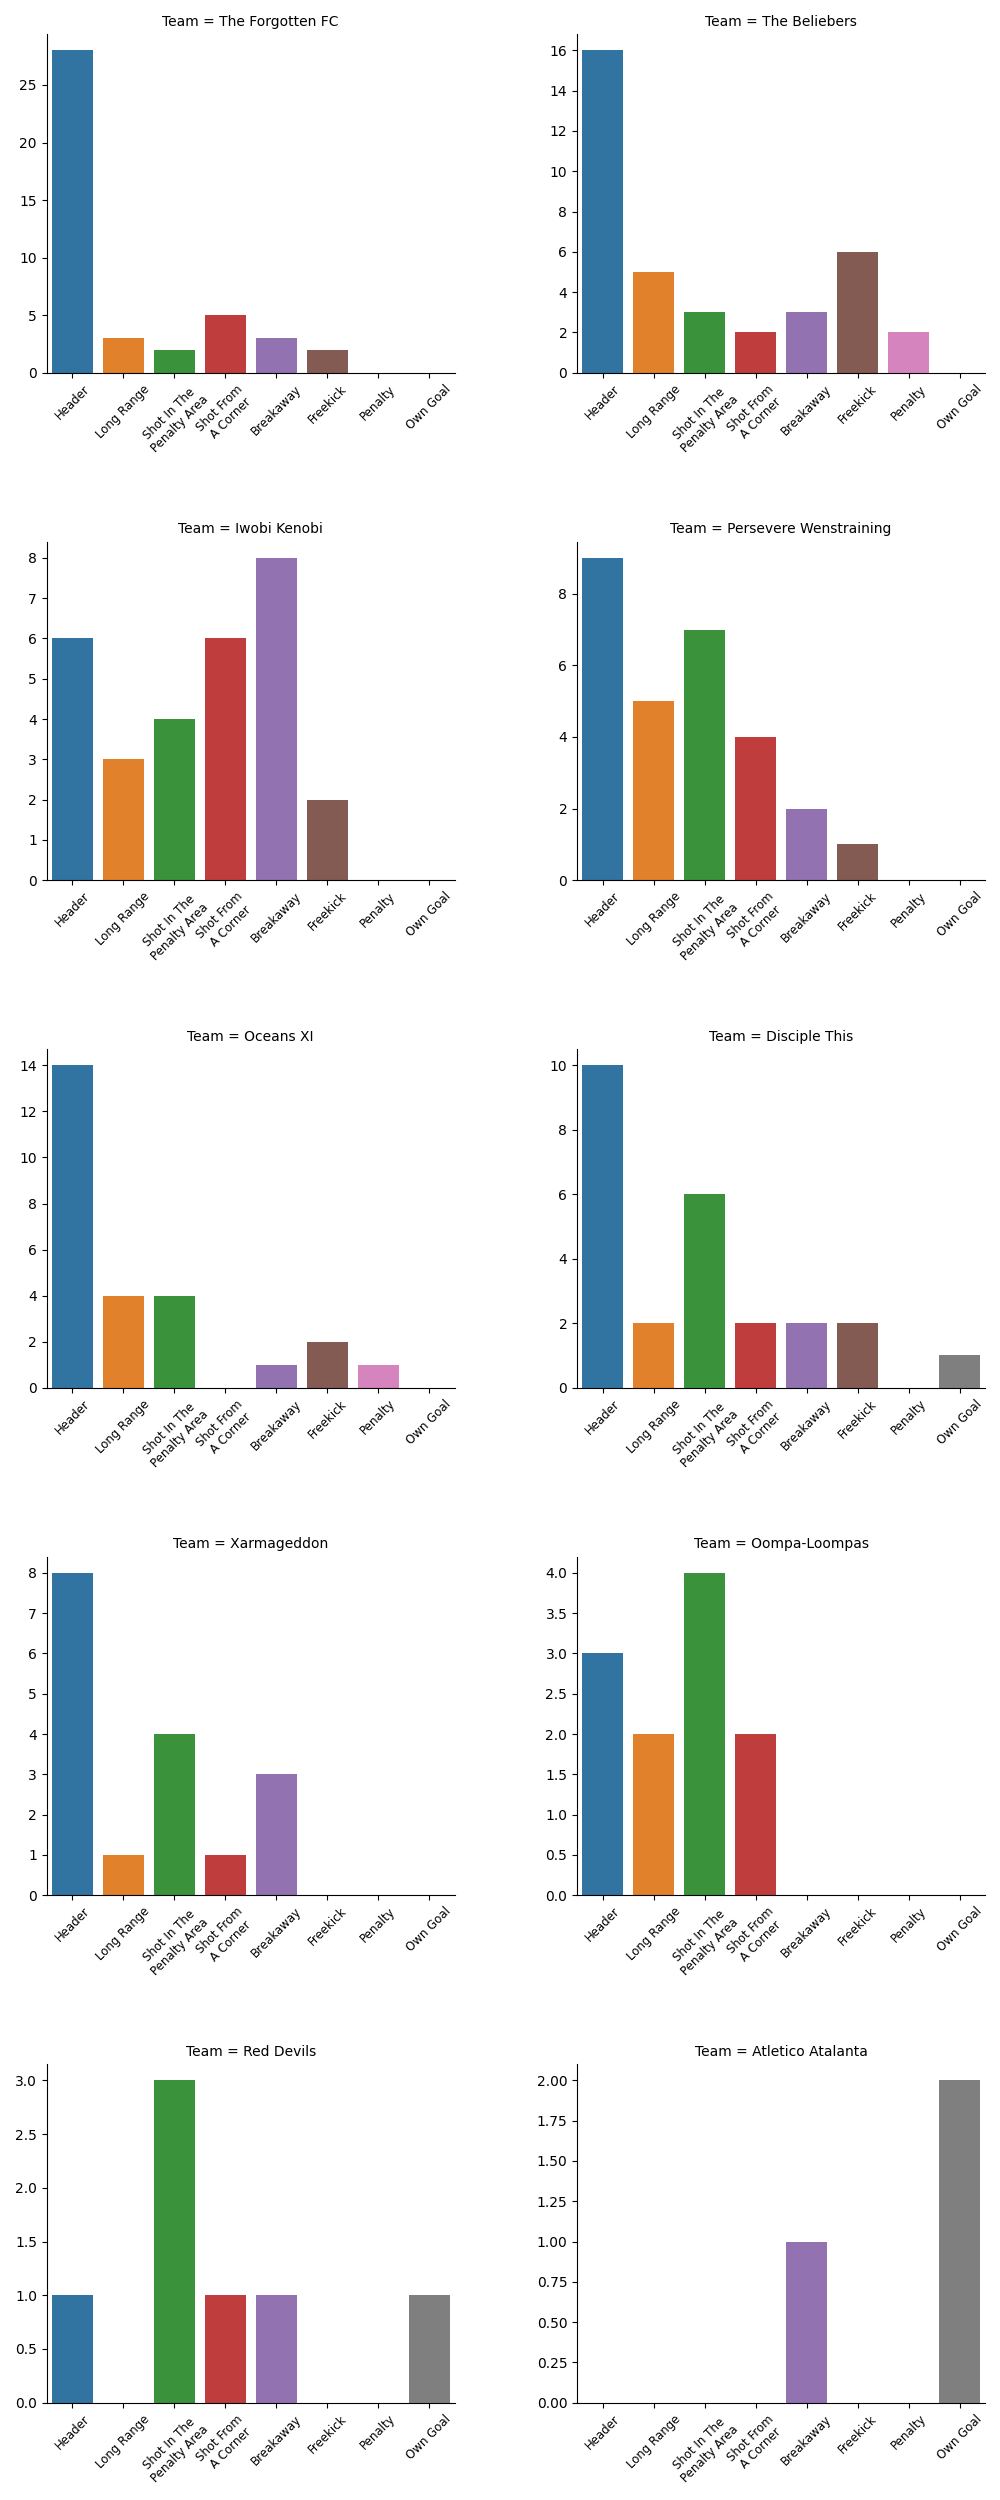 Team = The Forgotten FC
25
20
15
10
5
0
Header
Long Range
Shot In The
Penalty Area
Shot From
A Corner
Breakaway
Freekick
Penalty
Own Goal
Team = The Beliebers
16
14
12
10
8
6
4
2
0
Header
Long Range
Shot In The
Penalty Area
Shot From
A Corner
Breakaway
Freekick
Penalty
Own Goal
Team = Iwobi Kenobi
8
7
6
5
4
3
2
1
0
Header
Long Range
Shot In The
Penalty Area
Shot From
A Corner
Breakaway
Freekick
Penalty
Own Goal
Team = Persevere Wenstraining
8
6
4
2
0
Header
Long Range
Shot In The
Penalty Area
Shot From
A Corner
Breakaway
Freekick
Penalty
Own Goal
Team = Oceans XI
14
12
10
8
6
4
2
0
Header
Long Range
Shot In The
Penalty Area
Shot From
A Corner
Breakaway
Freekick
Penalty
Own Goal
Team = Disciple This
10
8
6
4
2
0
Header
Long Range
Shot In The
Penalty Area
Shot From
A Corner
Breakaway
Freekick
Penalty
Own Goal
Team = Xarmageddon
8
7
6
5
4
3
2
1
0
Header
Long Range
Shot In The
Penalty Area
Shot From
A Corner
Breakaway
Freekick
Penalty
Own Goal
Team = Oompa-Loompas
4.0
3.5
3.0
2.5
2.0
1.5
1.0
0.5
0.0
Header
Long Range
Shot In The
Penalty Area
Shot From
A Corner
Breakaway
Freekick
Penalty
Own Goal
Team = Red Devils
3.0
2.5
2.0
1.5
1.0
0.5
0.0
Header
Long Range
Shot In The
Penalty Area
Shot From
A Corner
Breakaway
Freekick
Penalty
Own Goal
Team = Atletico Atalanta
2.00
1.75
1.50
1.25
1.00
0.75
0.50
0.25
0.00
Header
Long Range
Shot In The
Penalty Area
Shot From
A Corner
Breakaway
Freekick
Penalty
Own Goal